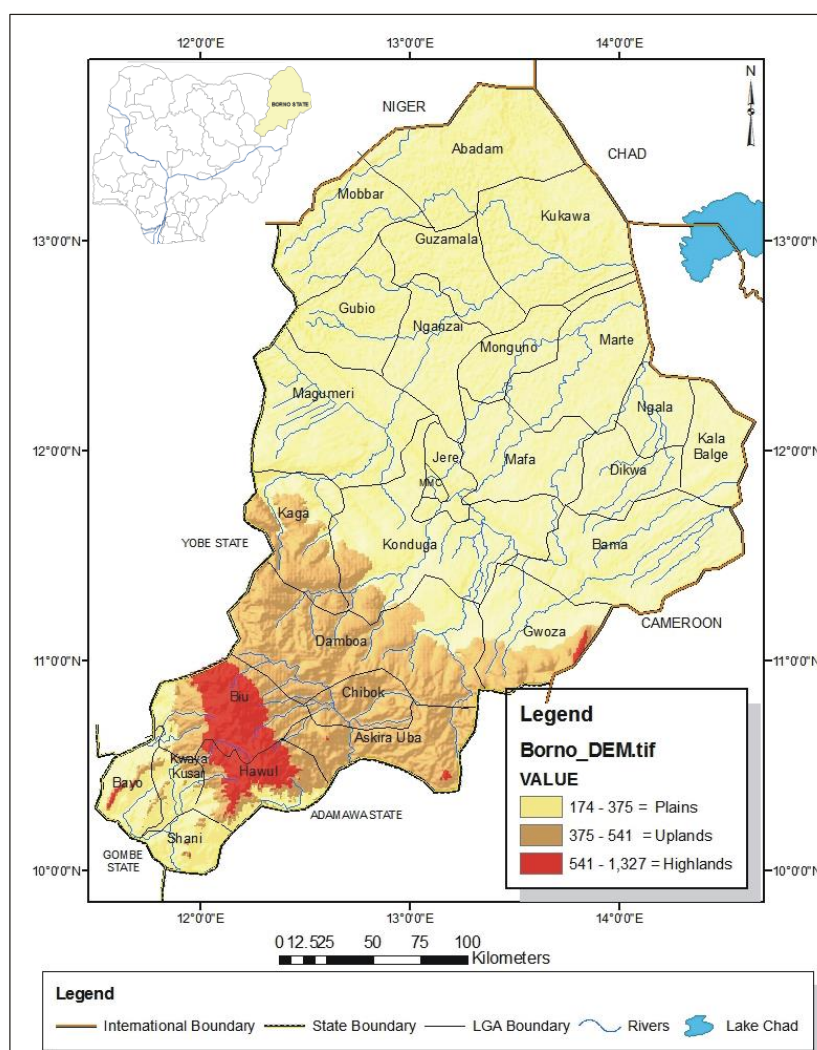 12°0'0"E 13°0'0"E 14°0'0"E
N
BORNO STATE
NIGER
CHAD
Abadam
Mobbar
Kukawa
13°0'0"N
13°0'0"N
Guzamala
Gubio
Nganzai
Monguno
Marte
Magumeri
Ngala
12°0'0"N
12°0'0"N
Jere
Mafa
Kala
Balge
Dikwa
MMC
Kaga
YOBE STATE
Konduga
Bama
CAMEROON
Gwoza
Damboa
11°0'0"N
11°0'0"N
Biu
Chibok
Askira Uba
Kwaya
Kusar
Hawul
Bayo
ADAMAWA STATE
Shani
GOMBE
STATE
10°0'0"N
10°0'0"N
Legend
Borno_DEM.tif
VALUE
174 - 375 = Plains
375 - 541 = Uplands
541 - 1,327 = Highlands
12°0'0"E 13°0'0"E 14°0'0"E
0 12.5 25 50 75 100
Kilometers
Legend
International Boundary State Boundary LGA Boundary Rivers Lake Chad